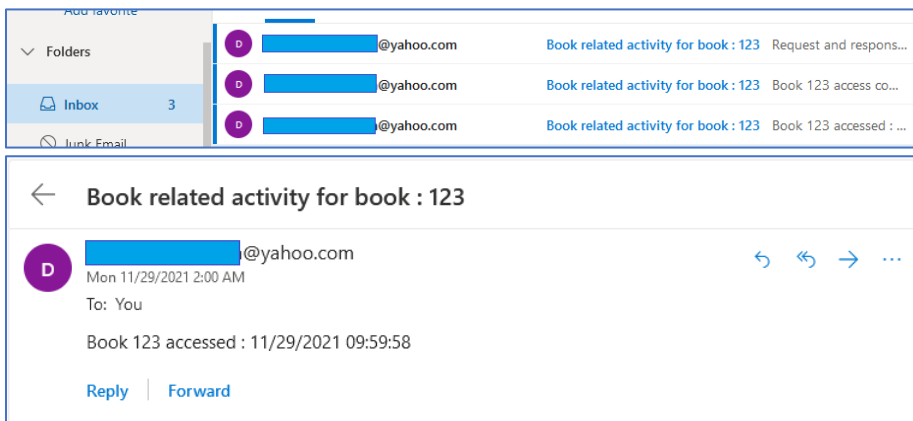 Add favorite
Folders
D @yahoo.com Book related activity for book : 123 Request and respons...
D @yahoo.com Book related activity for book : 123 Book 123 access co...
Inbox 3
D @yahoo.com Book related activity for book : 123 Book 123 accessed : ...
Junk Email
Book related activity for book : 123
D
@yahoo.com
Mon 11/29/2021 2:00 AM
To: You
Book 123 accessed : 11/29/2021 09:59:58
Reply Forward